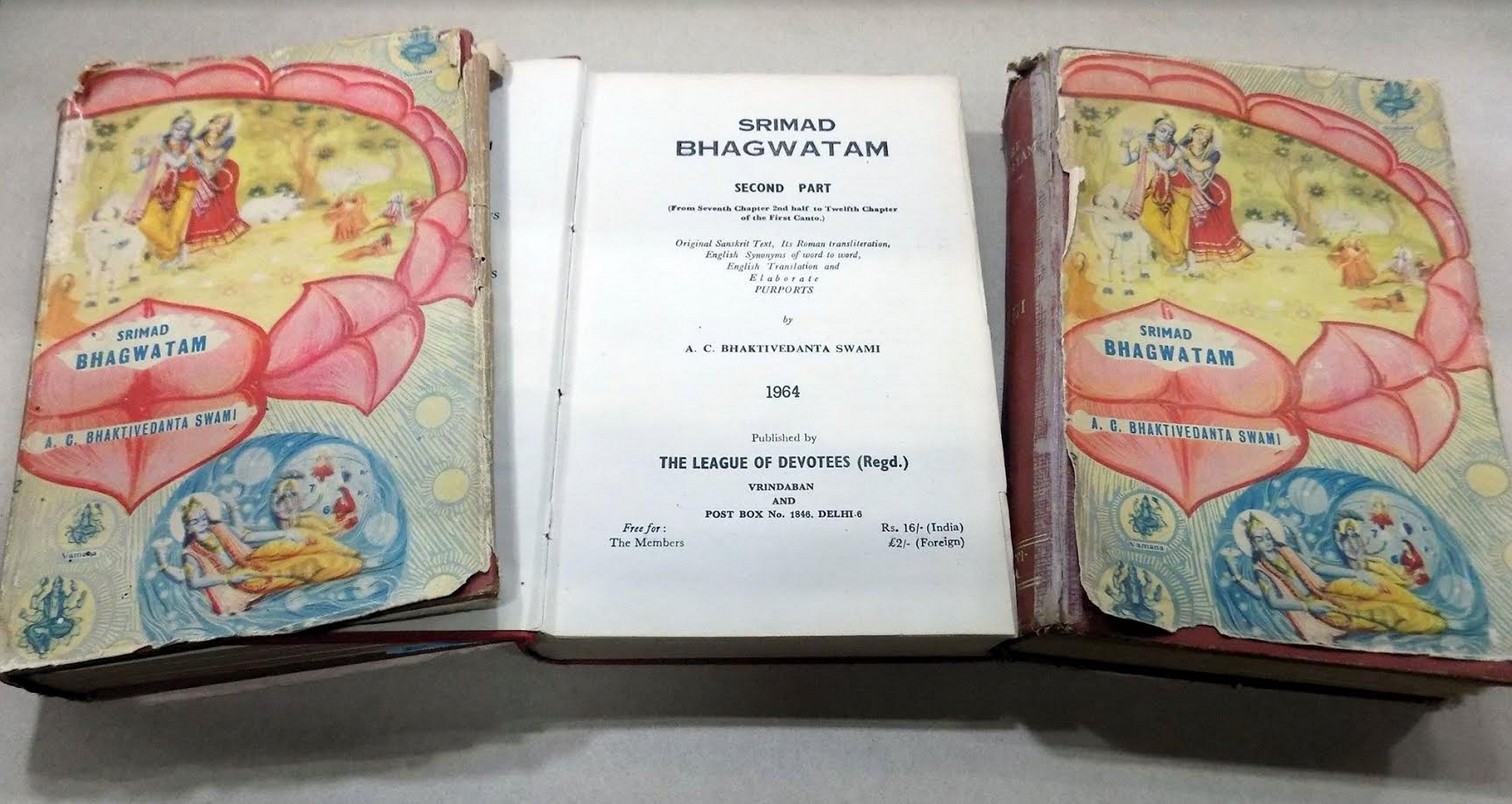 SRIMAD
BHAGWATAM
A. C. BHAKTIVEDANTA SWAMI
Vamana
SRIMAD
BHAGWATAM
SECOND PART
(From Seventh Chapter 2nd half to Twelfth Chapter
of the First Canto.)
Original Sanskrit Text, Its Roman transliteration,
English Synonyms of word to word,
English Translation and
Elaborate
PURPORTS
by
A. C. BHAKTIVEDANTA SWAMI
1964
Published by
THE LEAGUE OF DEVOTEES (Regd.)
VRINDABAN
AND
POST BOX No. 1846. DELHI-6
Free for : Rs. 16/- (India)
The Members £2/- (Foreign)
SRIMAD
BHAGWATAM
A. C. BHAKTIVEDANTA SWAMI
Vamana